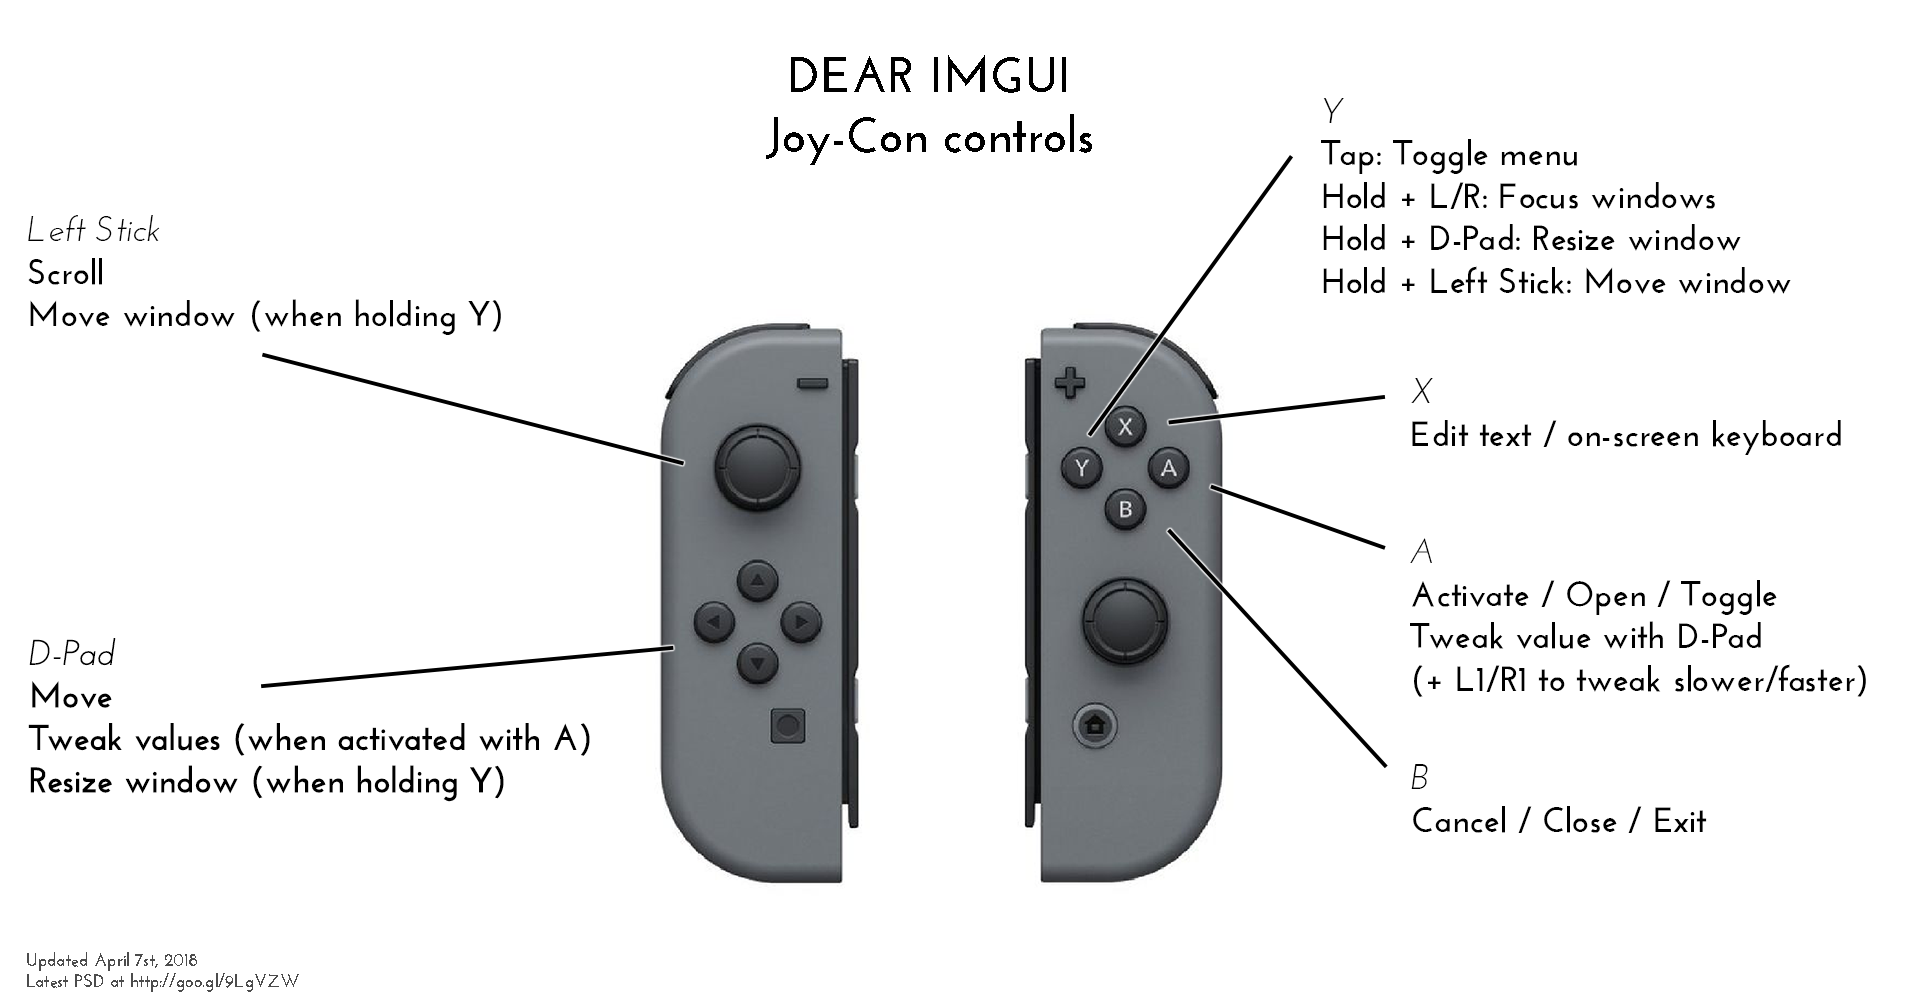 DEAR IMGUI
Joy-Con controls
Left Stick
Scroll
Move window (when holding Y)
D-Pad
Move
Tweak values (when activated with A)
Resize window (when holding Y)
Y
Tap: Toggle menu
Hold + L/R: Focus windows
Hold + D-Pad: Resize window
Hold + Left Stick: Move window
X
Edit text / on-screen keyboard
A
Activate / Open / Toggle
Tweak value with D-Pad
(+ L1/R1 to tweak slower/faster)
B
Cancel / Close / Exit
X
Y
A
B
Updated April 7st, 2018
Latest PSD at http://goo.gl/9LgVZW